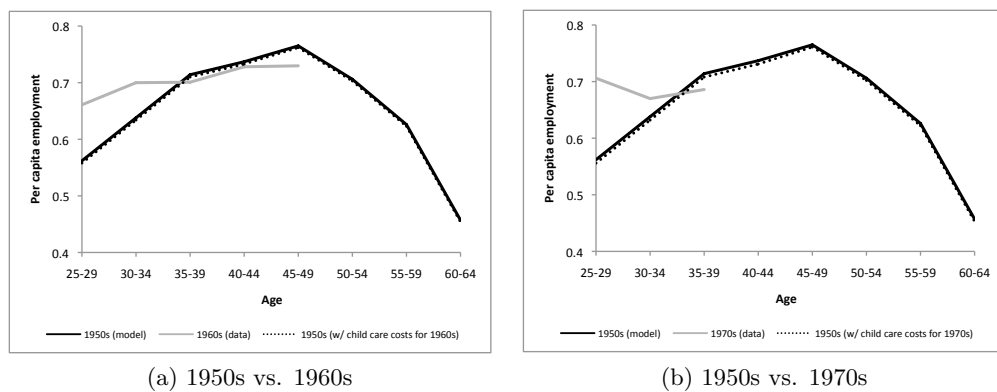 0.8
0.7
0.6
0.5
0.4
Per capita employment
25-29 30-34 35-39 40-44 45-49 50-54 55-59 60-64
Age
1950s (model) 1960s (data) 1950s (w/ child care costs for 1960s)
(a) 1950s vs. 1960s
0.8
0.7
0.6
0.5
0.4
Per capita employment
25-29 30-34 35-39 40-44 45-49 50-54 55-59 60-64
Age
1950s (model) 1970s (data) 1950s (w/ child care costs for 1970s)
(b) 1950s vs. 1970s